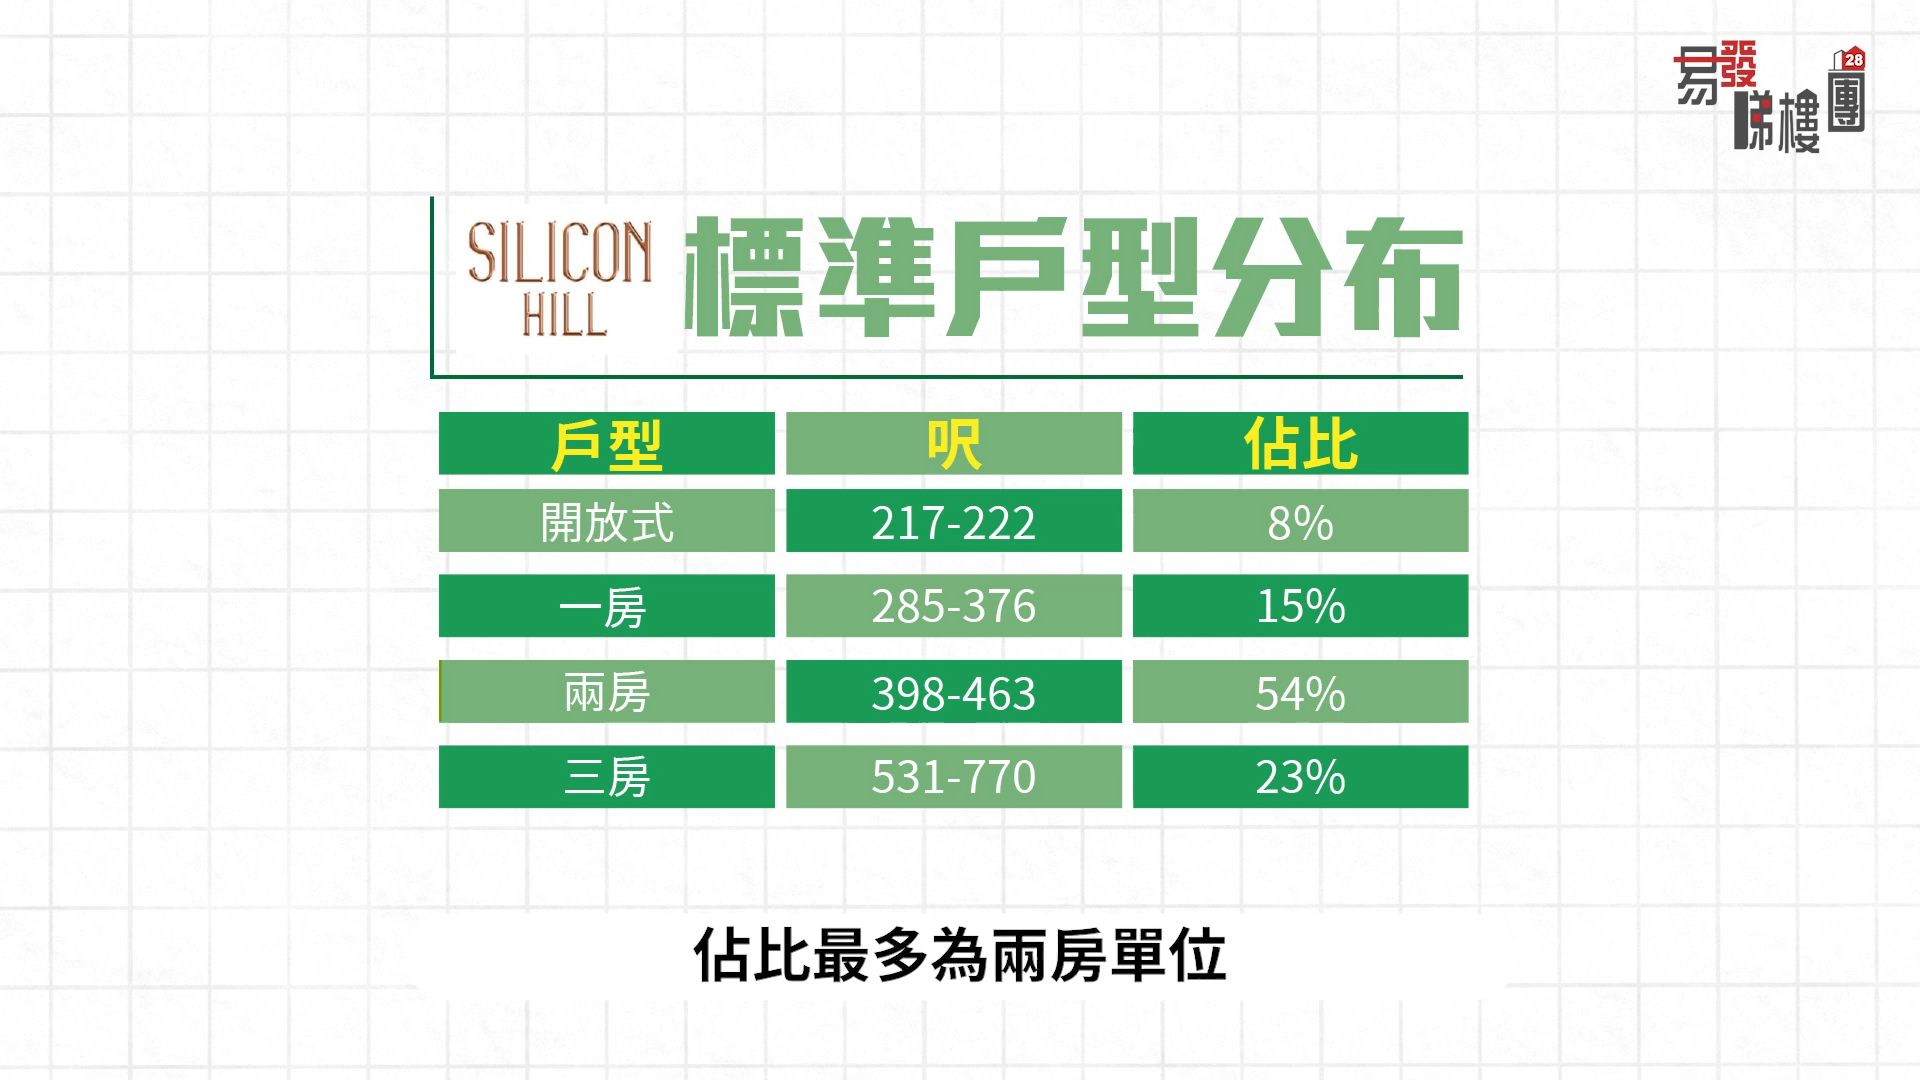 易發睇樓團 28
SILICON HILL 標準戶型分布
戶型 呎 佔比
開放式 217-222 8%
一房 285-376 15%
兩房 398-463 54%
三房 531-770 23%
佔比最多為兩房單位